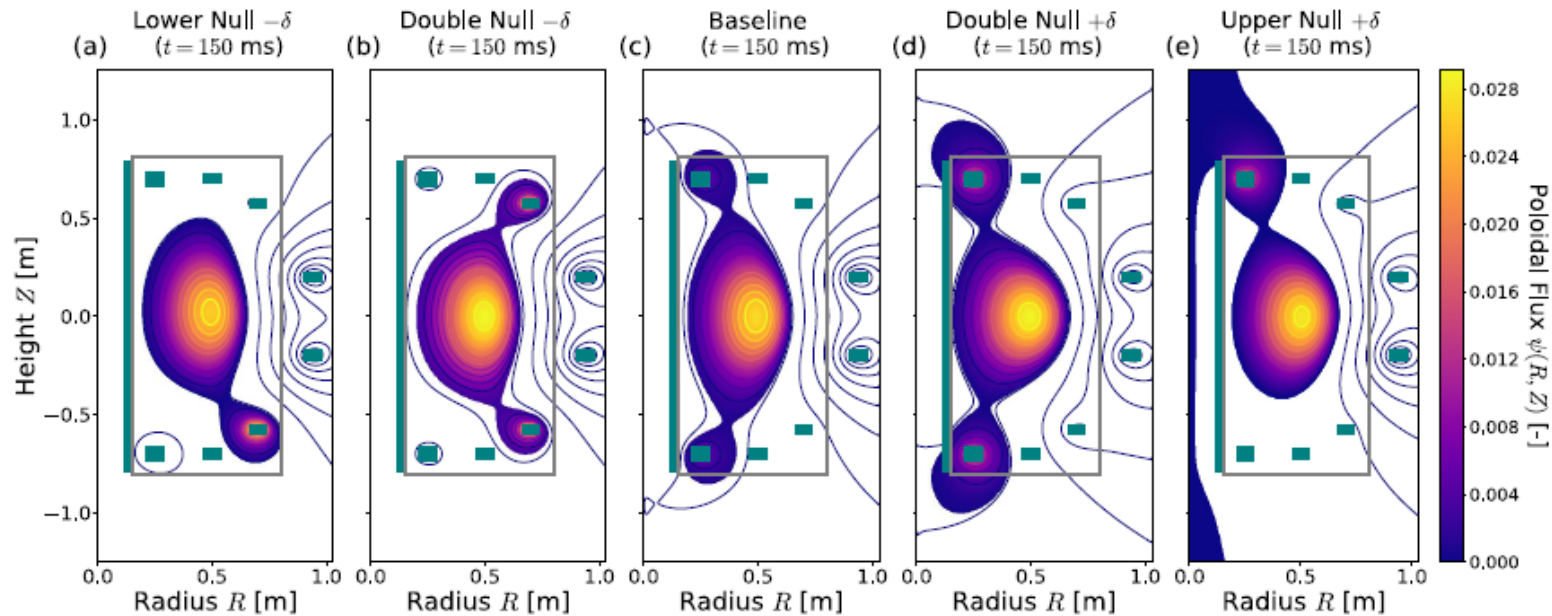 Lower Null −δ
(a) (t = 150 ms)
Double Null −δ
(b) (t = 150 ms)
Baseline
(c) (t = 150 ms)
Double Null +δ
(d) (t = 150 ms)
Upper Null +δ
(e) (t = 150 ms)
Height Z [m]
1.0
0.5
0.0
−0.5
−1.0
0.0 0.5 1.0
0.0 0.5 1.0
0.0 0.5 1.0
0.0 0.5 1.0
0.0 0.5 1.0
Radius R [m]
Radius R [m]
Radius R [m]
Radius R [m]
Radius R [m]
0.028
0.024
0.020
0.016
0.012
0.008
0.004
0.000
Poloidal Flux ψ(R, Z) [-]